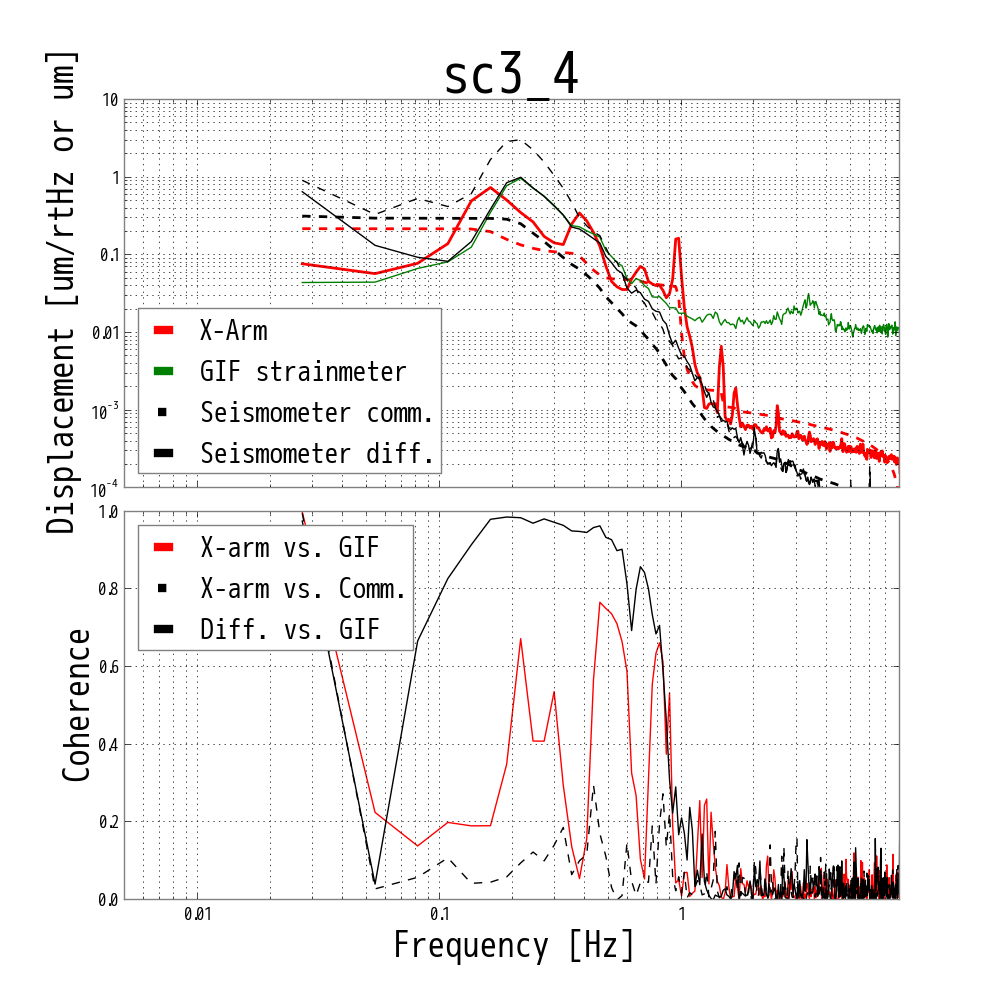 sc3_4
Displacement [um/rtHz or um]
10
1
0.1
0.01
10^-3
10^-4
X-Arm
GIF strainmeter
Seismometer comm.
Seismometer diff.
Coherence
1.0
0.8
0.6
0.4
0.2
0.0
X-arm vs. GIF
X-arm vs. Comm.
Diff. vs. GIF
0.01 0.1 1
Frequency [Hz]